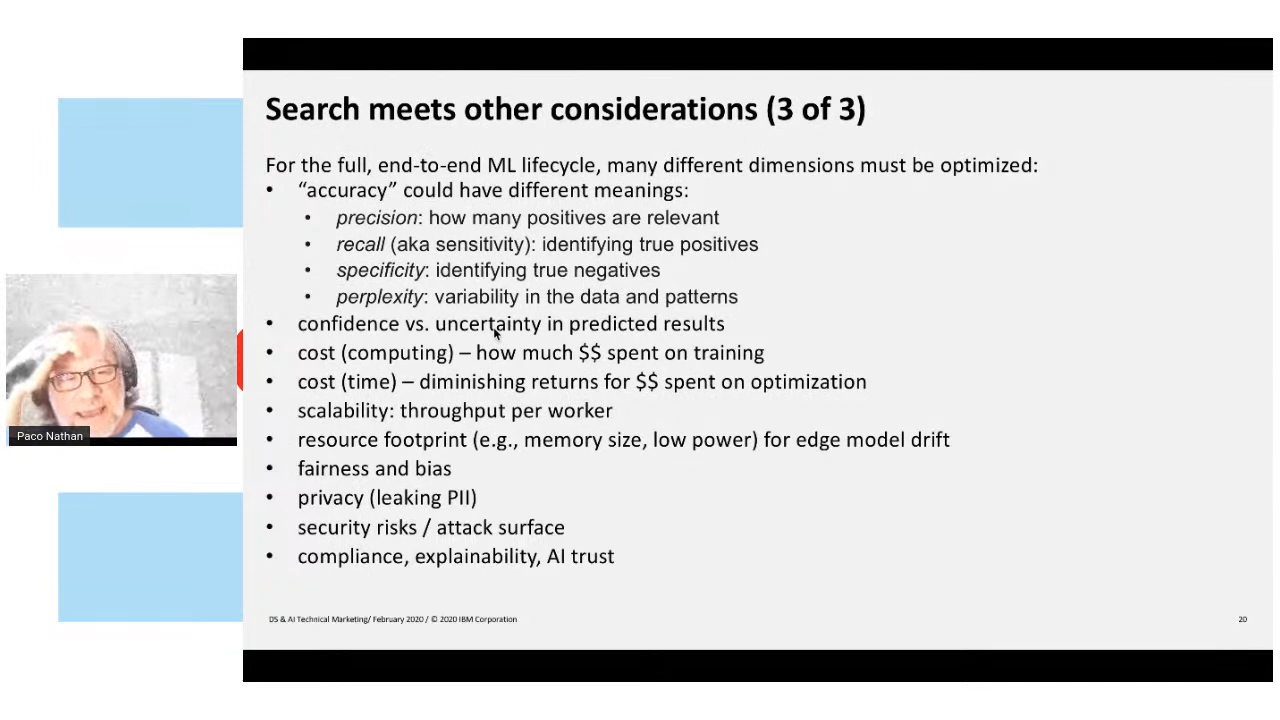 Search meets other considerations (3 of 3)
For the full, end-to-end ML lifecycle, many different dimensions must be optimized:
• “accuracy” could have different meanings:
• precision: how many positives are relevant
• recall (aka sensitivity): identifying true positives
• specificity: identifying true negatives
• perplexity: variability in the data and patterns
• confidence vs. uncertainty in predicted results
• cost (computing) – how much $$ spent on training
• cost (time) – diminishing returns for $$ spent on optimization
• scalability: throughput per worker
• resource footprint (e.g., memory size, low power) for edge model drift
• fairness and bias
• privacy (leaking PII)
• security risks / attack surface
• compliance, explainability, AI trust
Paco Nathan
DS & AI Technical Marketing/ February 2020 / © 2020 IBM Corporation
20